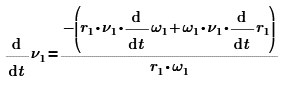 d/dt ν₁ = −(r₁·ν₁·d/dt ω₁ + ω₁·ν₁·d/dt r₁) / r₁·ω₁